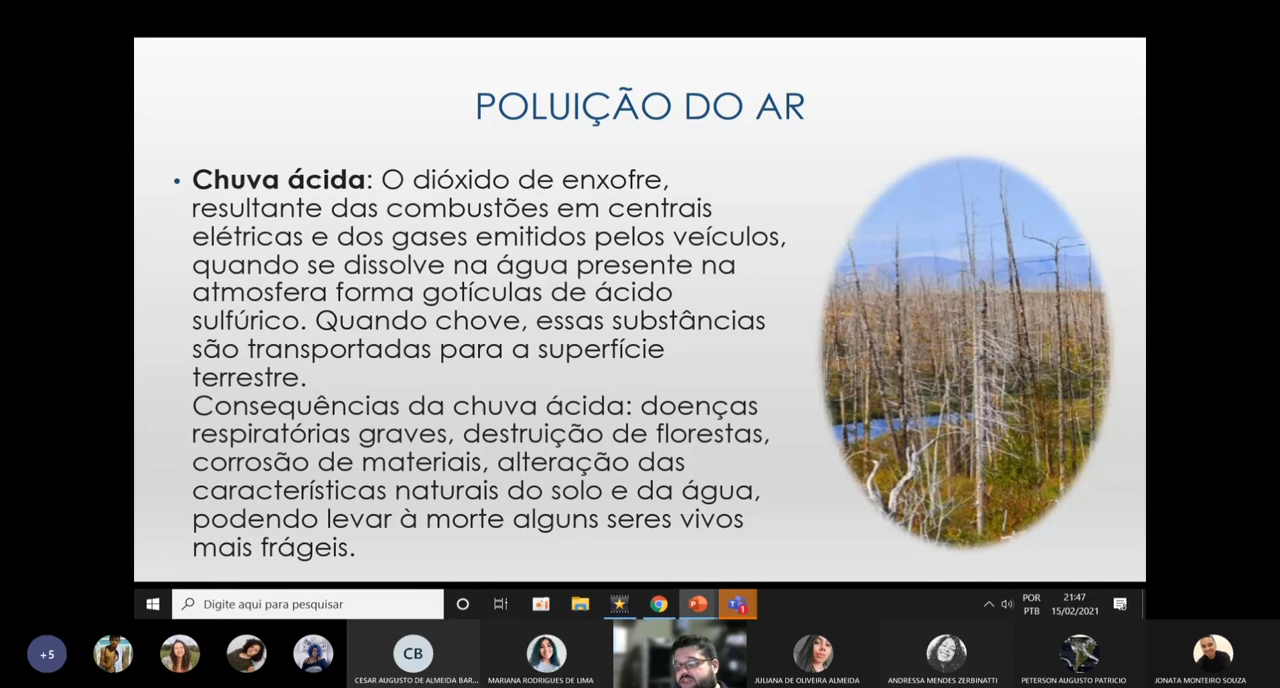 POLUIÇÃO DO AR
• Chuva ácida: O dióxido de enxofre,
resultante das combustões em centrais
elétricas e dos gases emitidos pelos veículos,
quando se dissolve na água presente na
atmosfera forma gotículas de ácido
sulfúrico. Quando chove, essas substâncias
são transportadas para a superfície
terrestre.
Consequências da chuva ácida: doenças
respiratórias graves, destruição de florestas,
corrosão de materiais, alteração das
características naturais do solo e da água,
podendo levar à morte alguns seres vivos
mais frágeis.
Digite aqui para pesquisar
POR
PTB
21:47
15/02/2021
+5
CB
CESAR AUGUSTO DE ALMEIDA BAR...
MARIANA RODRIGUES DE LIMA
JULIANA DE OLIVEIRA ALMEIDA
ANDRESSA MENDES ZERBINATTI
PETERSON AUGUSTO PATRICIO
JONATA MONTEIRO SOUZA